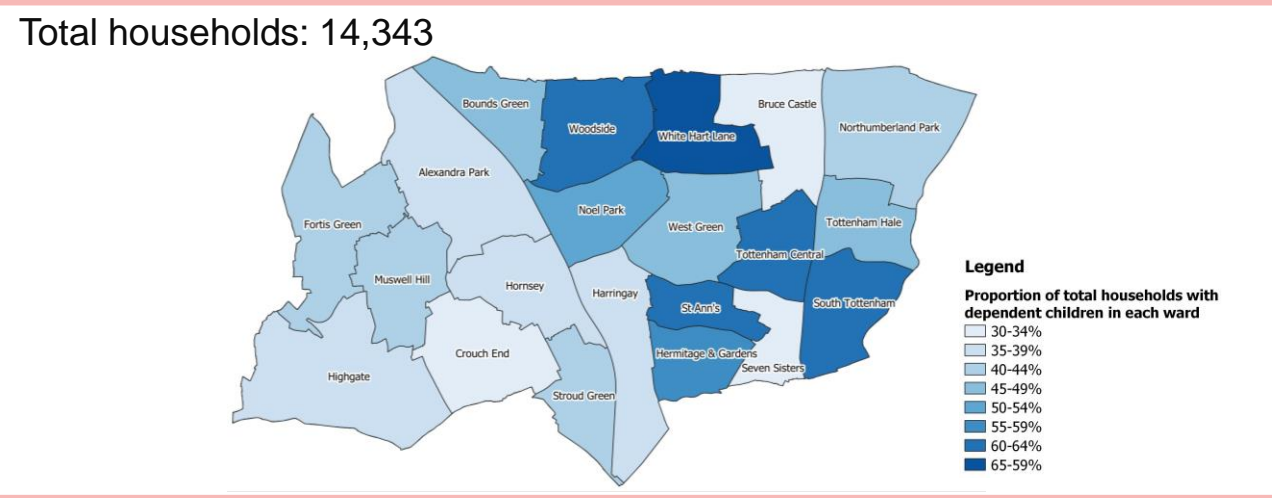 Total households: 14,343
Bounds Green
Bruce Castle
Woodside
White Hart Lane
Northumberland Park
Alexandra Park
Noel Park
Fortis Green
West Green
Tottenham Hale
Tottenham Central
Muswell Hill
Hornsey
Harringay
St Ann's
South Tottenham
Crouch End
Hermitage & Gardens
Seven Sisters
Highgate
Stroud Green
Legend
Proportion of total households with
dependent children in each ward
30-34%
35-39%
40-44%
45-49%
50-54%
55-59%
60-64%
65-59%